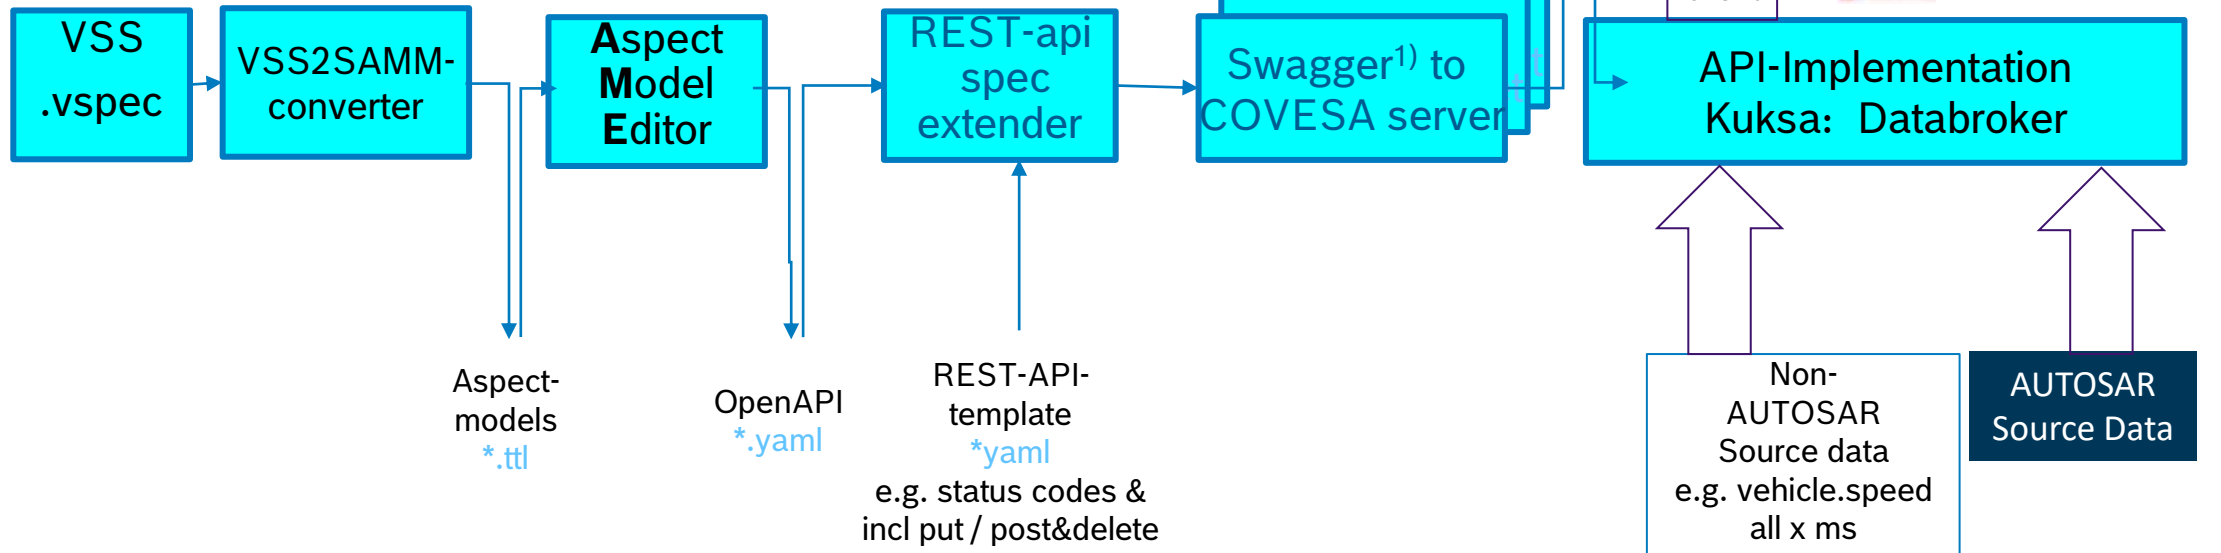 VSS
.vspec
VSS2SAMM-
converter
Aspect
Model
Editor
REST-api
spec
extender
Swagger¹⁾ to
COVESA server
t
t
API-Implementation
Kuksa: Databroker
Aspect-
models
*.ttl
OpenAPI
*.yaml
REST-API-
template
*yaml
e.g. status codes &
incl put / post&delete
Non-
AUTOSAR
Source data
e.g. vehicle.speed
all x ms
AUTOSAR
Source Data